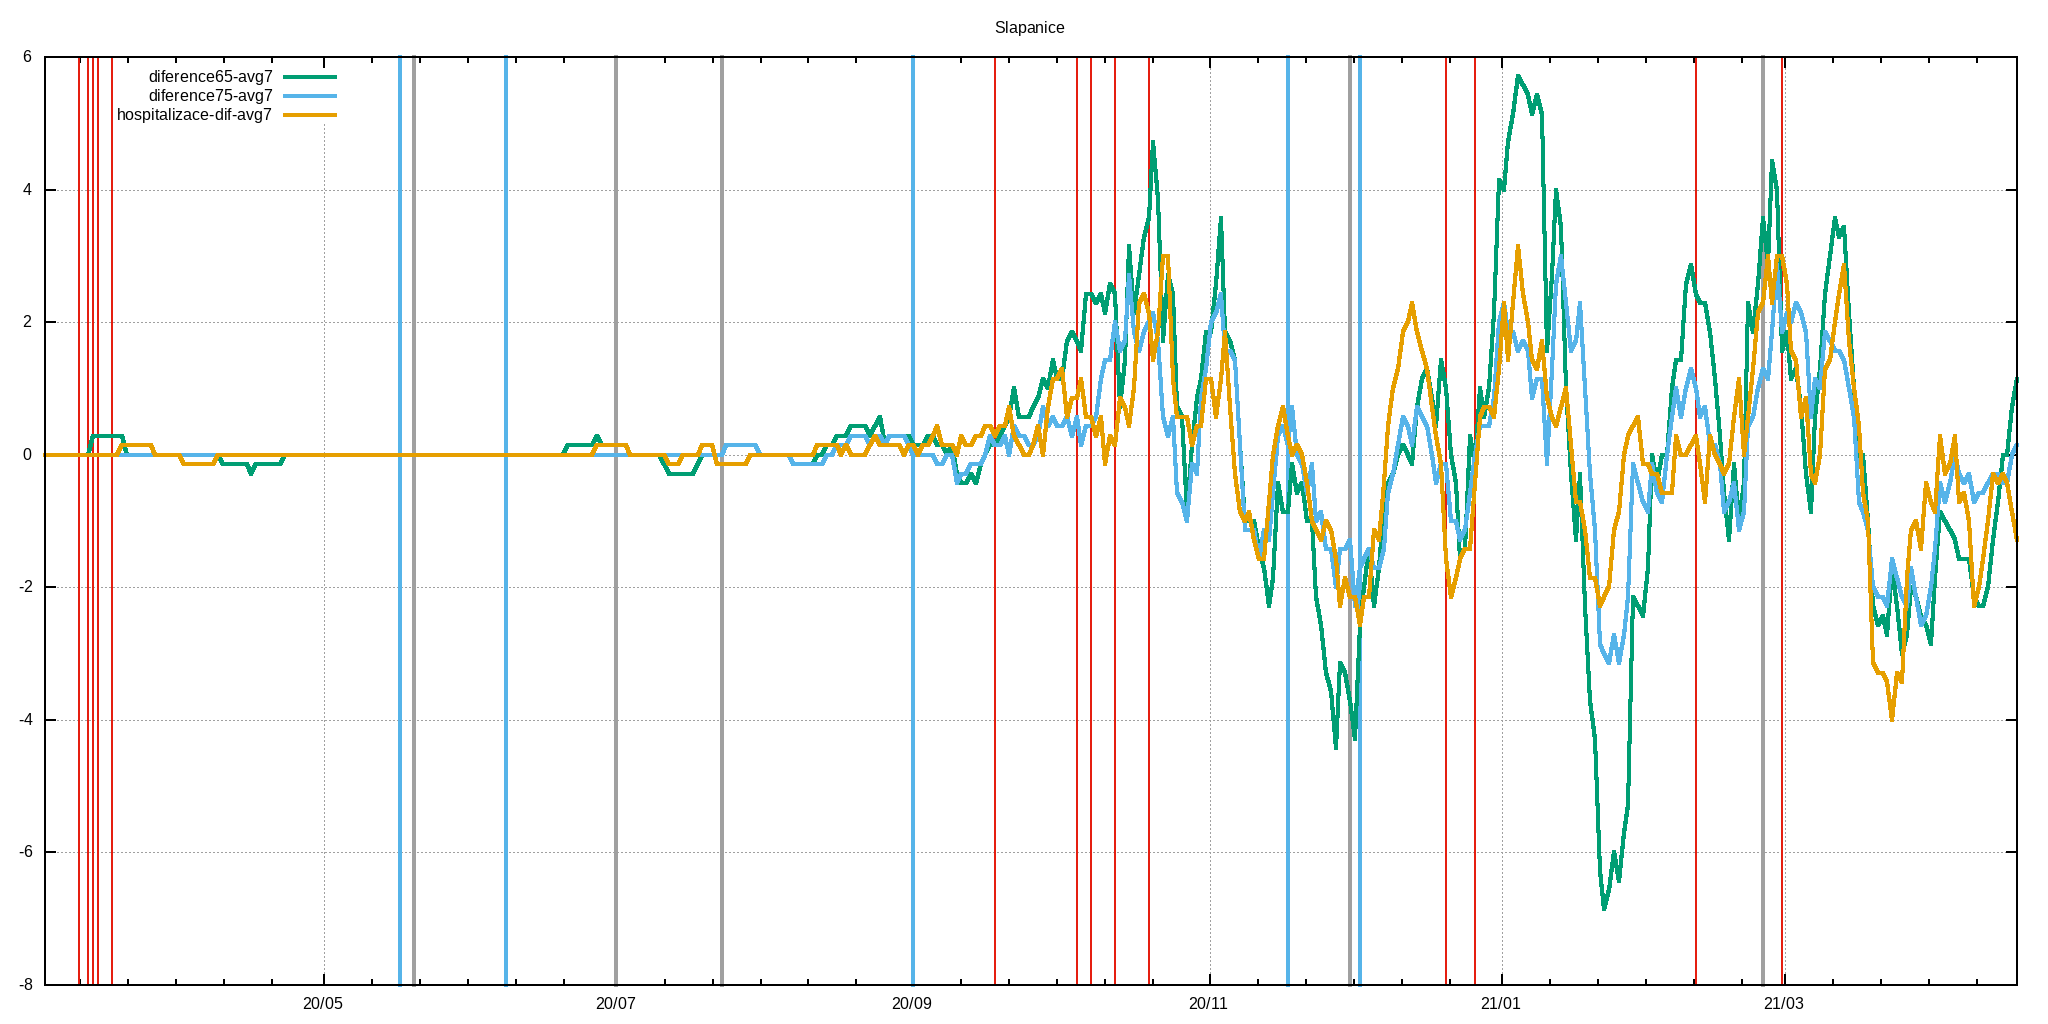 Slapanice
diference65-avg7
diference75-avg7
hospitalizace-dif-avg7
6
4
2
0
-2
-4
-6
-8
20/05 20/07 20/09 20/11 21/01 21/03